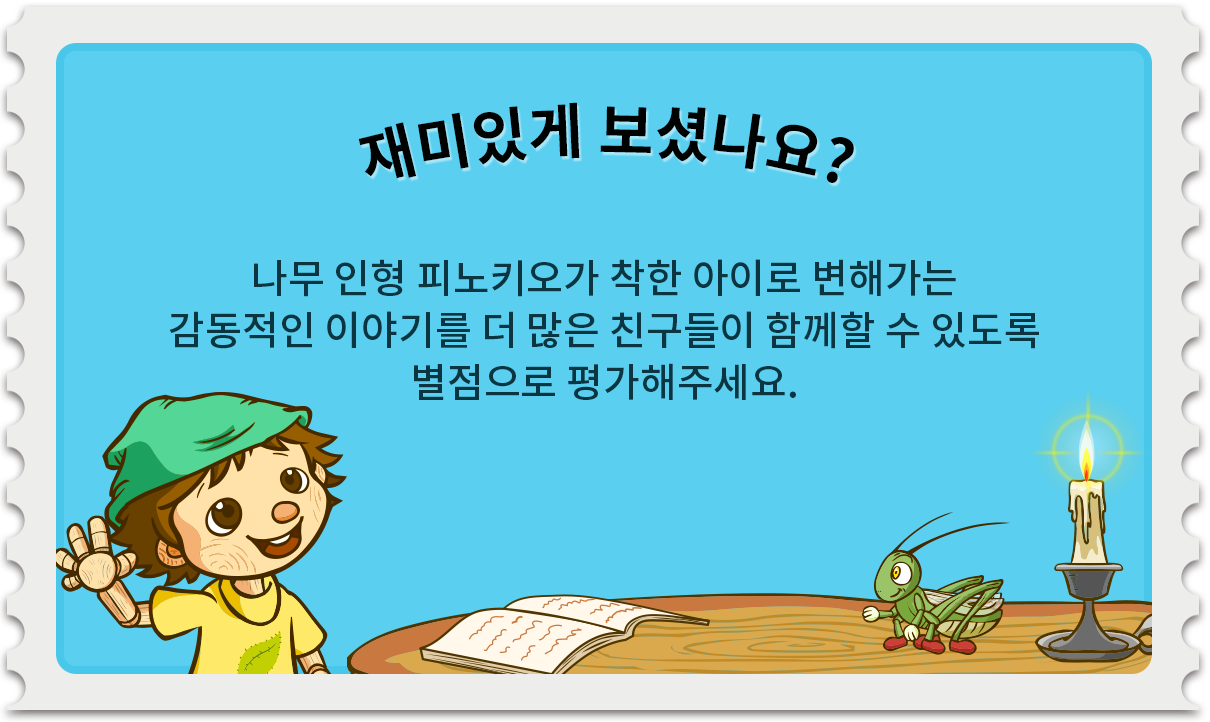 재미있게 보셨나요?
나무 인형 피노키오가 착한 아이로 변해가는
감동적인 이야기를 더 많은 친구들이 함께할 수 있도록
별점으로 평가해주세요.